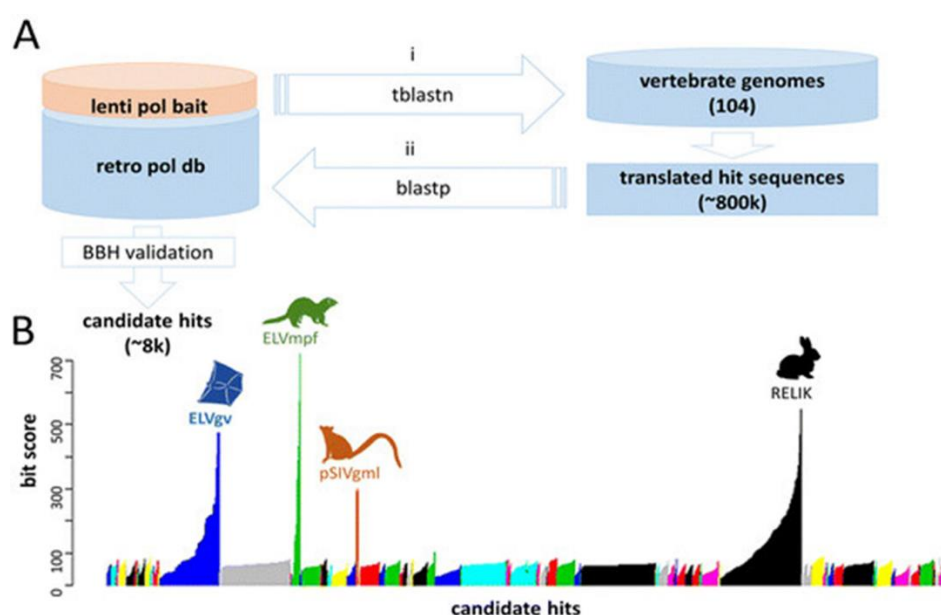 A
i
lenti pol bait
tblastn
vertebrate genomes
(104)
retro pol db
ii
blastp
translated hit sequences
(~800k)
BBH validation
candidate hits
(~8k)
B
ELVmpf
RELIK
ELVgv
pSIVgml
bit score
700
500
300
100
0
candidate hits